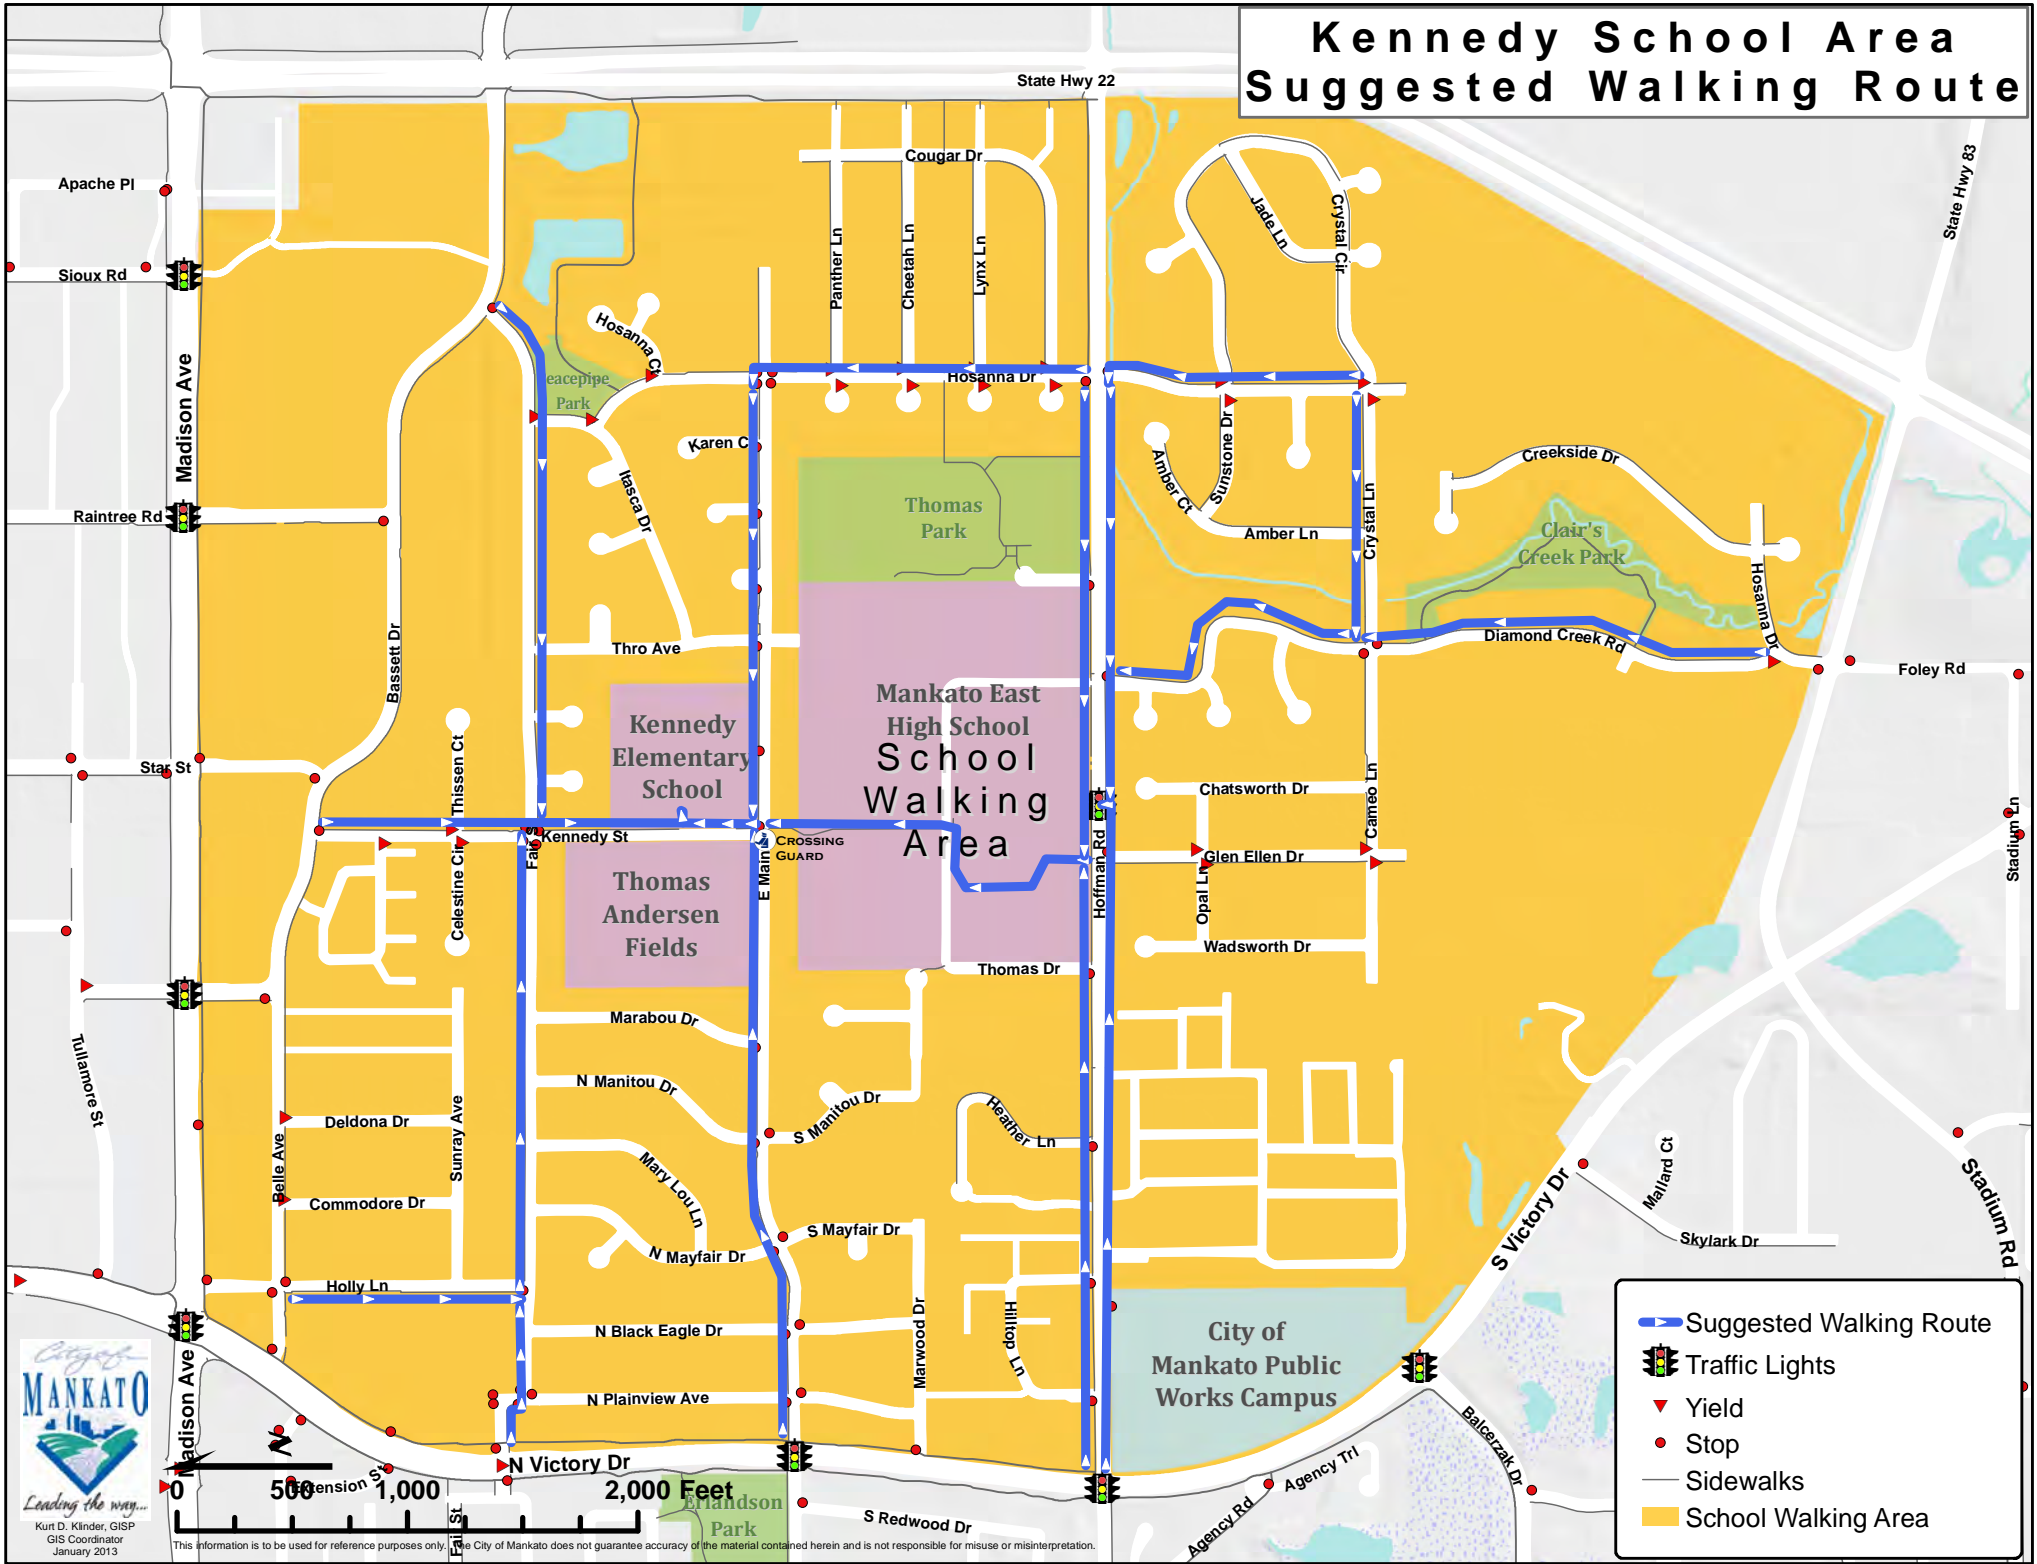 Kennedy School Area
Suggested Walking Route
State Hwy 22
State Hwy 83
Cougar Dr
Apache Pl
Sioux Rd
Panther Ln
Cheetah Ln
Lynx Ln
Jade Ln
Crystal Cir
Hosanna Ct
Madison Ave
eacepipe
Park
Hosanna Dr
Karen C
Itasca Dr
Thomas
Park
Amber Ct
Sunstone Dr
Amber Ln
Crystal Ln
Creekside Dr
Clair's
Creek Park
Hosanna Dr
Raintree Rd
Bassett Dr
Thro Ave
Diamond Creek Rd
Foley Rd
Kennedy
Elementary
School
Mankato East
High School
School
Walking
Area
Star St
Thissen Ct
Celestine Cir
Fair S
Kennedy St
E Main
Crossing
Guard
Hoffman Rd
Chatsworth Dr
Cameo Ln
Glen Ellen Dr
Opal Ln
Wadsworth Dr
Stadium Ln
Thomas
Andersen
Fields
Thomas Dr
Marabou Dr
N Manitou Dr
S Manitou Dr
Heather Ln
Tullamore St
Deldona Dr
Belle Ave
Sunray Ave
Commodore Dr
Mary Lou Ln
N Mayfair Dr
S Mayfair Dr
Holly Ln
N Black Eagle Dr
Marwood Dr
Hilltop Ln
N Plainview Ave
Mallard Ct
Skylark Dr
S Victory Dr
Stadium Rd
City of
Mankato Public
Works Campus
Balcerzak Dr
Agency Trl
Agency Rd
N Victory Dr
S Redwood Dr
Erlandson
Park
Madison Ave
Extension St
Fair St
N
0 500 1,000 2,000 Feet
City of
MANKATO
Leading the way...
Kurt D. Klinder, GISP
GIS Coordinator
January 2013
This information is to be used for reference purposes only. The City of Mankato does not guarantee accuracy of the material contained herein and is not responsible for misuse or misinterpretation.
Suggested Walking Route
Traffic Lights
Yield
Stop
Sidewalks
School Walking Area